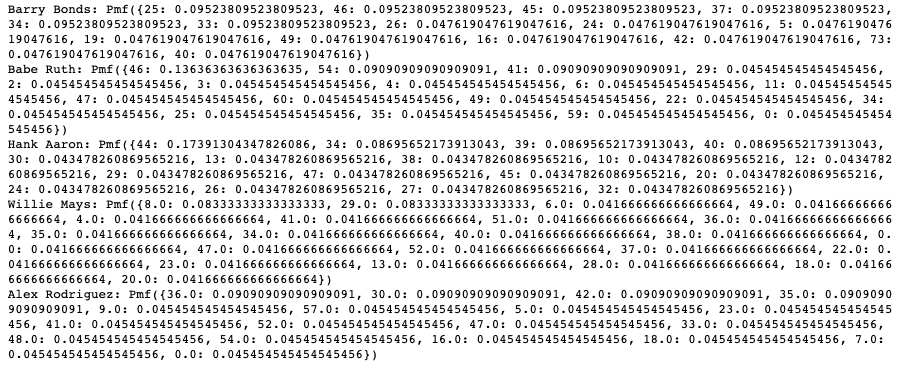 Barry Bonds: Pmf({25: 0.09523809523809523, 46: 0.09523809523809523, 45: 0.09523809523809523, 37: 0.09523809523809523,
34: 0.09523809523809523, 33: 0.09523809523809523, 26: 0.047619047619047616, 24: 0.047619047619047616, 5: 0.0476190476
19047616, 19: 0.047619047619047616, 49: 0.047619047619047616, 16: 0.047619047619047616, 42: 0.047619047619047616, 73:
0.047619047619047616, 40: 0.047619047619047616})
Babe Ruth: Pmf({46: 0.13636363636363635, 54: 0.09090909090909091, 41: 0.09090909090909091, 29: 0.045454545454545456,
2: 0.045454545454545456, 3: 0.045454545454545456, 4: 0.045454545454545456, 6: 0.045454545454545456, 11: 0.04545454545
4545456, 47: 0.045454545454545456, 60: 0.045454545454545456, 49: 0.045454545454545456, 22: 0.045454545454545456, 34:
0.045454545454545456, 25: 0.045454545454545456, 35: 0.045454545454545456, 59: 0.045454545454545456, 0: 0.045454545454
545456})
Hank Aaron: Pmf({44: 0.17391304347826086, 34: 0.08695652173913043, 39: 0.08695652173913043, 40: 0.08695652173913043,
30: 0.043478260869565216, 13: 0.043478260869565216, 38: 0.043478260869565216, 10: 0.043478260869565216, 12: 0.0434782
60869565216, 29: 0.043478260869565216, 47: 0.043478260869565216, 45: 0.043478260869565216, 20: 0.043478260869565216,
24: 0.043478260869565216, 26: 0.043478260869565216, 27: 0.043478260869565216, 32: 0.043478260869565216})
Willie Mays: Pmf({8.0: 0.08333333333333333, 29.0: 0.08333333333333333, 6.0: 0.041666666666666664, 49.0: 0.04166666666
6666664, 4.0: 0.041666666666666664, 41.0: 0.041666666666666664, 51.0: 0.041666666666666664, 36.0: 0.04166666666666666
4, 35.0: 0.041666666666666664, 34.0: 0.041666666666666664, 40.0: 0.041666666666666664, 38.0: 0.041666666666666664, 0.
0: 0.041666666666666664, 47.0: 0.041666666666666664, 52.0: 0.041666666666666664, 37.0: 0.041666666666666664, 22.0: 0.
041666666666666664, 23.0: 0.041666666666666664, 13.0: 0.041666666666666664, 28.0: 0.041666666666666664, 18.0: 0.04166
6666666666664, 20.0: 0.041666666666666664})
Alex Rodriguez: Pmf({36.0: 0.09090909090909091, 30.0: 0.09090909090909091, 42.0: 0.09090909090909091, 35.0: 0.0909090
9090909091, 9.0: 0.045454545454545456, 57.0: 0.045454545454545456, 5.0: 0.045454545454545456, 23.0: 0.045454545454545
456, 41.0: 0.045454545454545456, 52.0: 0.045454545454545456, 47.0: 0.045454545454545456, 33.0: 0.045454545454545456,
48.0: 0.045454545454545456, 54.0: 0.045454545454545456, 16.0: 0.045454545454545456, 18.0: 0.045454545454545456, 7.0:
0.045454545454545456, 0.0: 0.045454545454545456})